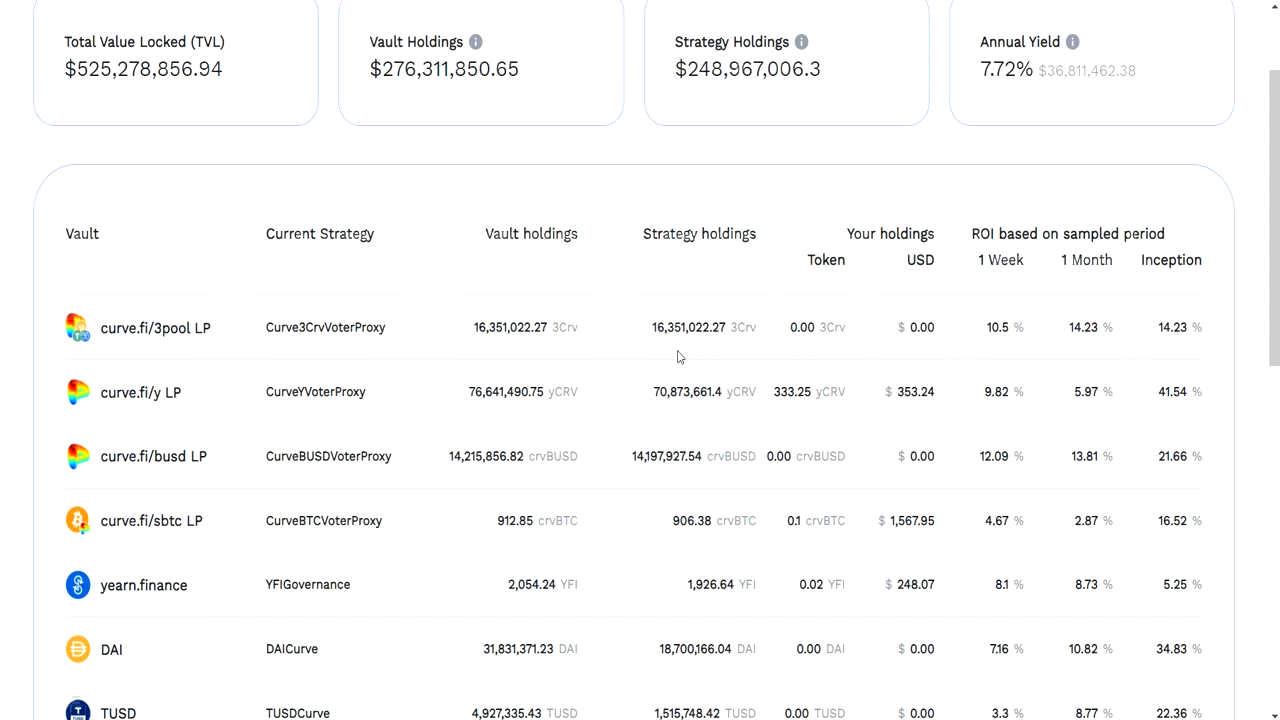 Total Value Locked (TVL) Vault Holdings Strategy Holdings Annual Yield
$525,278,856.94 $276,311,850.65 $248,967,006.3 7.72% $36,811,462.38
Vault Current Strategy Vault holdings Strategy holdings Your holdings ROI based on sampled period
Token USD 1 Week 1 Month Inception
curve.fi/3pool LP Curve3CrvVoterProxy 16,351,022.27 3Crv 16,351,022.27 3Crv 0.00 3Crv $ 0.00 10.5 % 14.23 % 14.23 %
curve.fi/y LP CurveYVoterProxy 76,641,490.75 yCRV 70,873,661.4 yCRV 333.25 yCRV $ 353.24 9.82 % 5.97 % 41.54 %
curve.fi/busd LP CurveBUSDVoterProxy 14,215,856.82 crvBUSD 14,197,927.54 crvBUSD 0.00 crvBUSD $ 0.00 12.09 % 13.81 % 21.66 %
curve.fi/sbtc LP CurveBTCVoterProxy 912.85 crvBTC 906.38 crvBTC 0.1 crvBTC $ 1,567.95 4.67 % 2.87 % 16.52 %
yearn.finance YFIGovernance 2,054.24 YFI 1,926.64 YFI 0.02 YFI $ 248.07 8.1 % 8.73 % 5.25 %
DAI DAICurve 31,831,371.23 DAI 18,700,166.04 DAI 0.00 DAI $ 0.00 7.16 % 10.82 % 34.83 %
TUSD TUSDCurve 4,927,335.43 TUSD 1,515,748.42 TUSD 0.00 TUSD $ 0.00 3.3 % 8.77 % 22.36 %